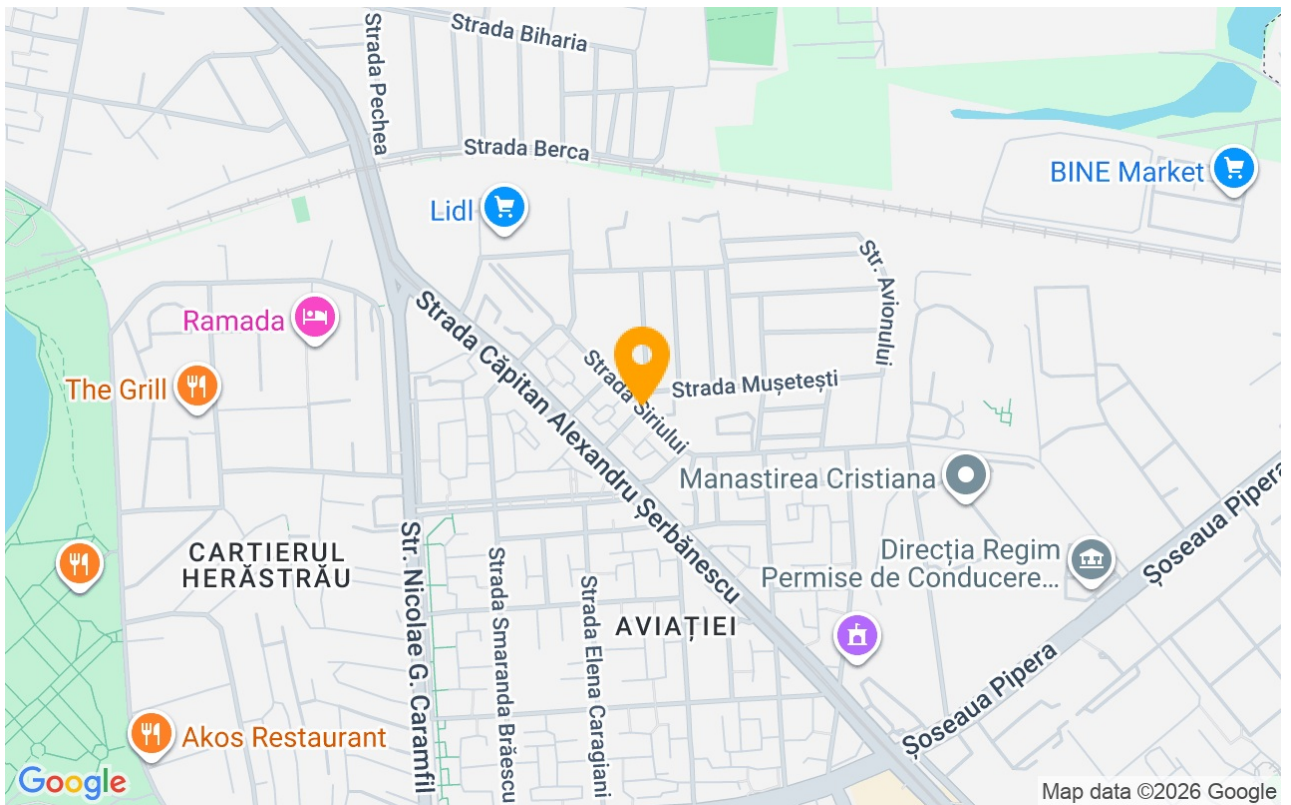 Strada Biharia
Strada Pechea
Strada Berca
BINE Market
Lidl
Str. Avionului
Ramada
Strada Căpitan Alexandru Șerbănescu
Strada Siriului
Strada Mușetești
The Grill
Manastirea Cristiana
Șoseaua Pipera
CARTIERUL
HERĂSTRĂU
Str. Nicolae G. Caramfil
Strada Smaranda Brăescu
Strada Elena Caragiani
Direcția Regim
Permise de Conducere...
AVIAȚIEI
Șoseaua Pipera
Akos Restaurant
Google
Map data ©2026 Google